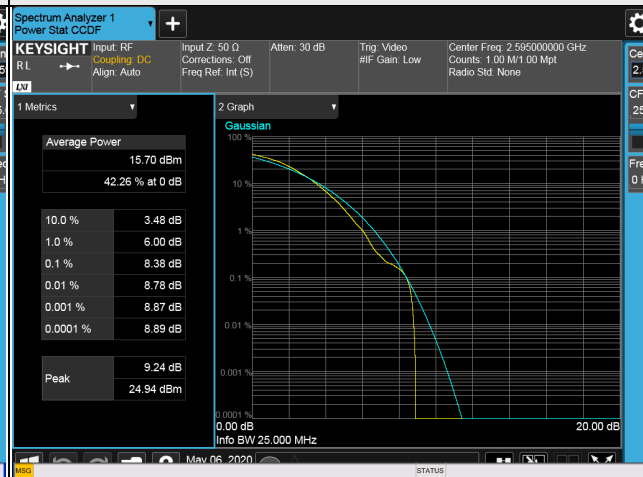 Spectrum Analyzer 1
Power Stat CCDF
+
KEYSIGHT
RL
LXI
Input: RF
Coupling: DC
Align: Auto
Input Z: 50 Ω
Corrections: Off
Freq Ref: Int (S)
Atten: 30 dB
Trig: Video
#IF Gain: Low
Center Freq: 2.595000000 GHz
Counts: 1.00 M/1.00 Mpt
Radio Std: None
1 Metrics
Average Power
15.70 dBm
42.26 % at 0 dB
10.0 % 3.48 dB
1.0 % 6.00 dB
0.1 % 8.38 dB
0.01 % 8.78 dB
0.001 % 8.87 dB
0.0001 % 8.89 dB
Peak
9.24 dB
24.94 dBm
2 Graph
Gaussian
100 %
10 %
1 %
0.1 %
0.01 %
0.001 %
0.0001 %
0.00 dB 20.00 dB
Info BW 25.000 MHz
May 06, 2020
MSG STATUS